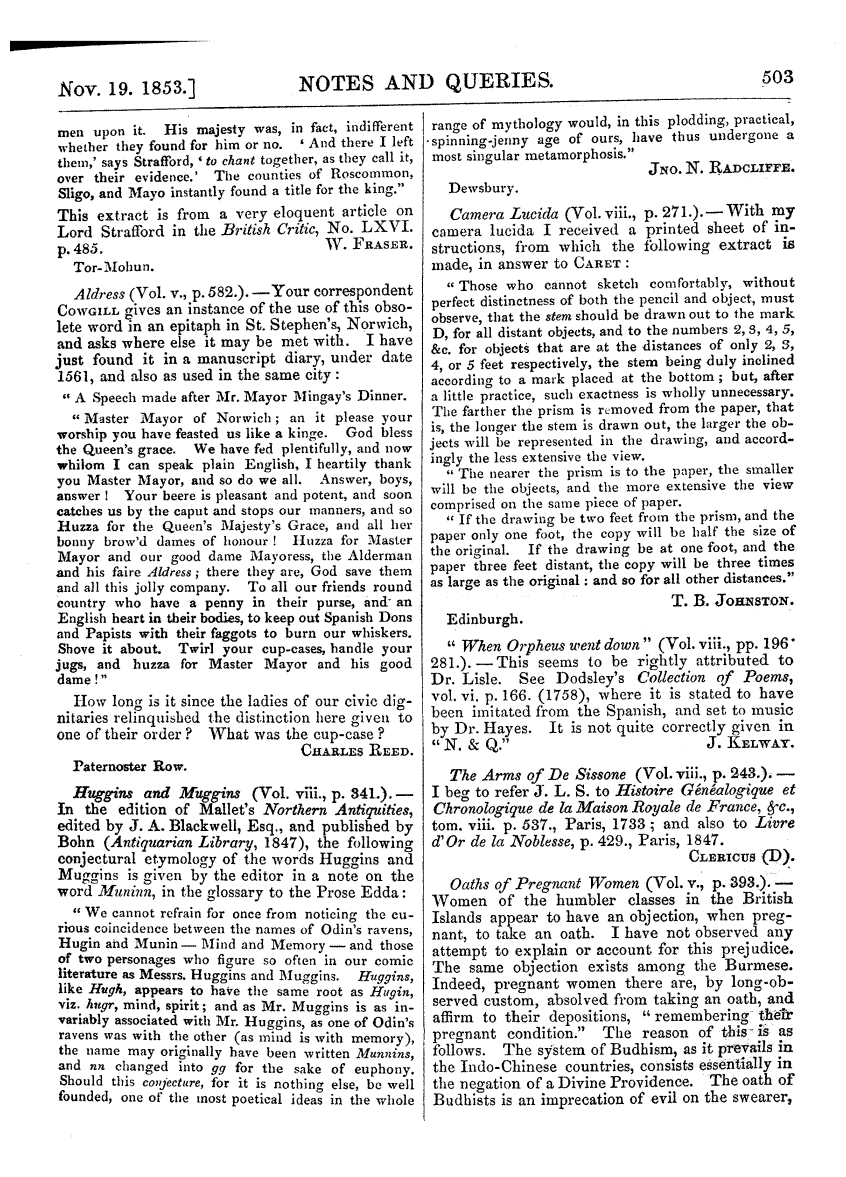 Nov. 19. 1853.] NOTES AND QUERIES. 503
men upon it. His majesty was, in fact, indifferent
whether they found for him or no. ‘And there I left
them,’ says Strafford, ‘to chant together, as they call it,
over their evidence.’ The counties of Roscommon,
Sligo, and Mayo instantly found a title for the king.”
This extract is from a very eloquent article on
Lord Strafford in the British Critic, No. LXVI.
p. 485. W. FRASER.
Tor-Mohun.
Aldress (Vol. v., p. 582.). — Your correspondent
COWGILL gives an instance of the use of this obso-
lete word in an epitaph in St. Stephen's, Norwich,
and asks where else it may be met with. I have
just found it in a manuscript diary, under date
1561, and also as used in the same city :
“ A Speech made after Mr. Mayor Mingay's Dinner.
“ Master Mayor of Norwich ; an it please your
worship you have feasted us like a kinge. God bless
the Queen's grace. We have fed plentifully, and now
whilom I can speak plain English, I heartily thank
you Master Mayor, and so do we all. Answer, boys,
answer ! Your beere is pleasant and potent, and soon
catches us by the caput and stops our manners, and so
Huzza for the Queen's Majesty's Grace, and all her
bonny brow'd dames of honour ! Huzza for Master
Mayor and our good dame Mayoress, the Alderman
and his faire Aldress ; there they are, God save them
and all this jolly company. To all our friends round
country who have a penny in their purse, and an
English heart in their bodies, to keep out Spanish Dons
and Papists with their faggots to burn our whiskers.
Shove it about. Twirl your cup-cases, handle your
jugs, and huzza for Master Mayor and his good
dame ! ”
How long is it since the ladies of our civic dig-
nitaries relinquished the distinction here given to
one of their order ? What was the cup-case ?
CHARLES REED.
Paternoster Row.
Huggins and Muggins (Vol. viii., p. 341.). —
In the edition of Mallet's Northern Antiquities,
edited by J. A. Blackwell, Esq., and published by
Bohn (Antiquarian Library, 1847), the following
conjectural etymology of the words Huggins and
Muggins is given by the editor in a note on the
word Muninn, in the glossary to the Prose Edda :
“ We cannot refrain for once from noticing the cu-
rious coincidence between the names of Odin's ravens,
Hugin and Munin — Mind and Memory — and those
of two personages who figure so often in our comic
literature as Messrs. Huggins and Muggins. Huggins,
like Hugh, appears to have the same root as Hugin,
viz. hugr, mind, spirit ; and as Mr. Muggins is as in-
variably associated with Mr. Huggins, as one of Odin's
ravens was with the other (as mind is with memory),
the name may originally have been written Munnins,
and nn changed into gg for the sake of euphony.
Should this conjecture, for it is nothing else, be well
founded, one of the most poetical ideas in the whole
range of mythology would, in this plodding, practical,
spinning-jenny age of ours, have thus undergone a
most singular metamorphosis.”
JNO. N. RADCLIFFE.
Dewsbury.
Camera Lucida (Vol. viii., p. 271.). — With my
camera lucida I received a printed sheet of in-
structions, from which the following extract is
made, in answer to CARET :
“ Those who cannot sketch comfortably, without
perfect distinctness of both the pencil and object, must
observe, that the stem should be drawn out to the mark
D, for all distant objects, and to the numbers 2, 3, 4, 5,
&c. for objects that are at the distances of only 2, 3,
4, or 5 feet respectively, the stem being duly inclined
according to a mark placed at the bottom ; but, after
a little practice, such exactness is wholly unnecessary.
The farther the prism is removed from the paper, that
is, the longer the stem is drawn out, the larger the ob-
jects will be represented in the drawing, and accord-
ingly the less extensive the view.
“ The nearer the prism is to the paper, the smaller
will be the objects, and the more extensive the view
comprised on the same piece of paper.
“ If the drawing be two feet from the prism, and the
paper only one foot, the copy will be half the size of
the original. If the drawing be at one foot, and the
paper three feet distant, the copy will be three times
as large as the original : and so for all other distances.”
T. B. JOHNSTON.
Edinburgh.
“ When Orpheus went down ” (Vol. viii., pp. 196·
281.). — This seems to be rightly attributed to
Dr. Lisle. See Dodsley's Collection of Poems,
vol. vi. p. 166. (1758), where it is stated to have
been imitated from the Spanish, and set to music
by Dr. Hayes. It is not quite correctly given in
“ N. & Q.” J. KELWAY.
The Arms of De Sissone (Vol. viii., p. 243.). —
I beg to refer J. L. S. to Histoire Généalogique et
Chronologique de la Maison Royale de France, &c.,
tom. viii. p. 537., Paris, 1733 ; and also to Livre
d'Or de la Noblesse, p. 429., Paris, 1847.
CLERICUS (D).
Oaths of Pregnant Women (Vol. v., p. 393.). —
Women of the humbler classes in the British
Islands appear to have an objection, when preg-
nant, to take an oath. I have not observed any
attempt to explain or account for this prejudice.
The same objection exists among the Burmese.
Indeed, pregnant women there are, by long-ob-
served custom, absolved from taking an oath, and
affirm to their depositions, “ remembering their
pregnant condition.” The reason of this is as
follows. The system of Budhism, as it prevails in
the Indo-Chinese countries, consists essentially in
the negation of a Divine Providence. The oath of
Budhists is an imprecation of evil on the swearer,